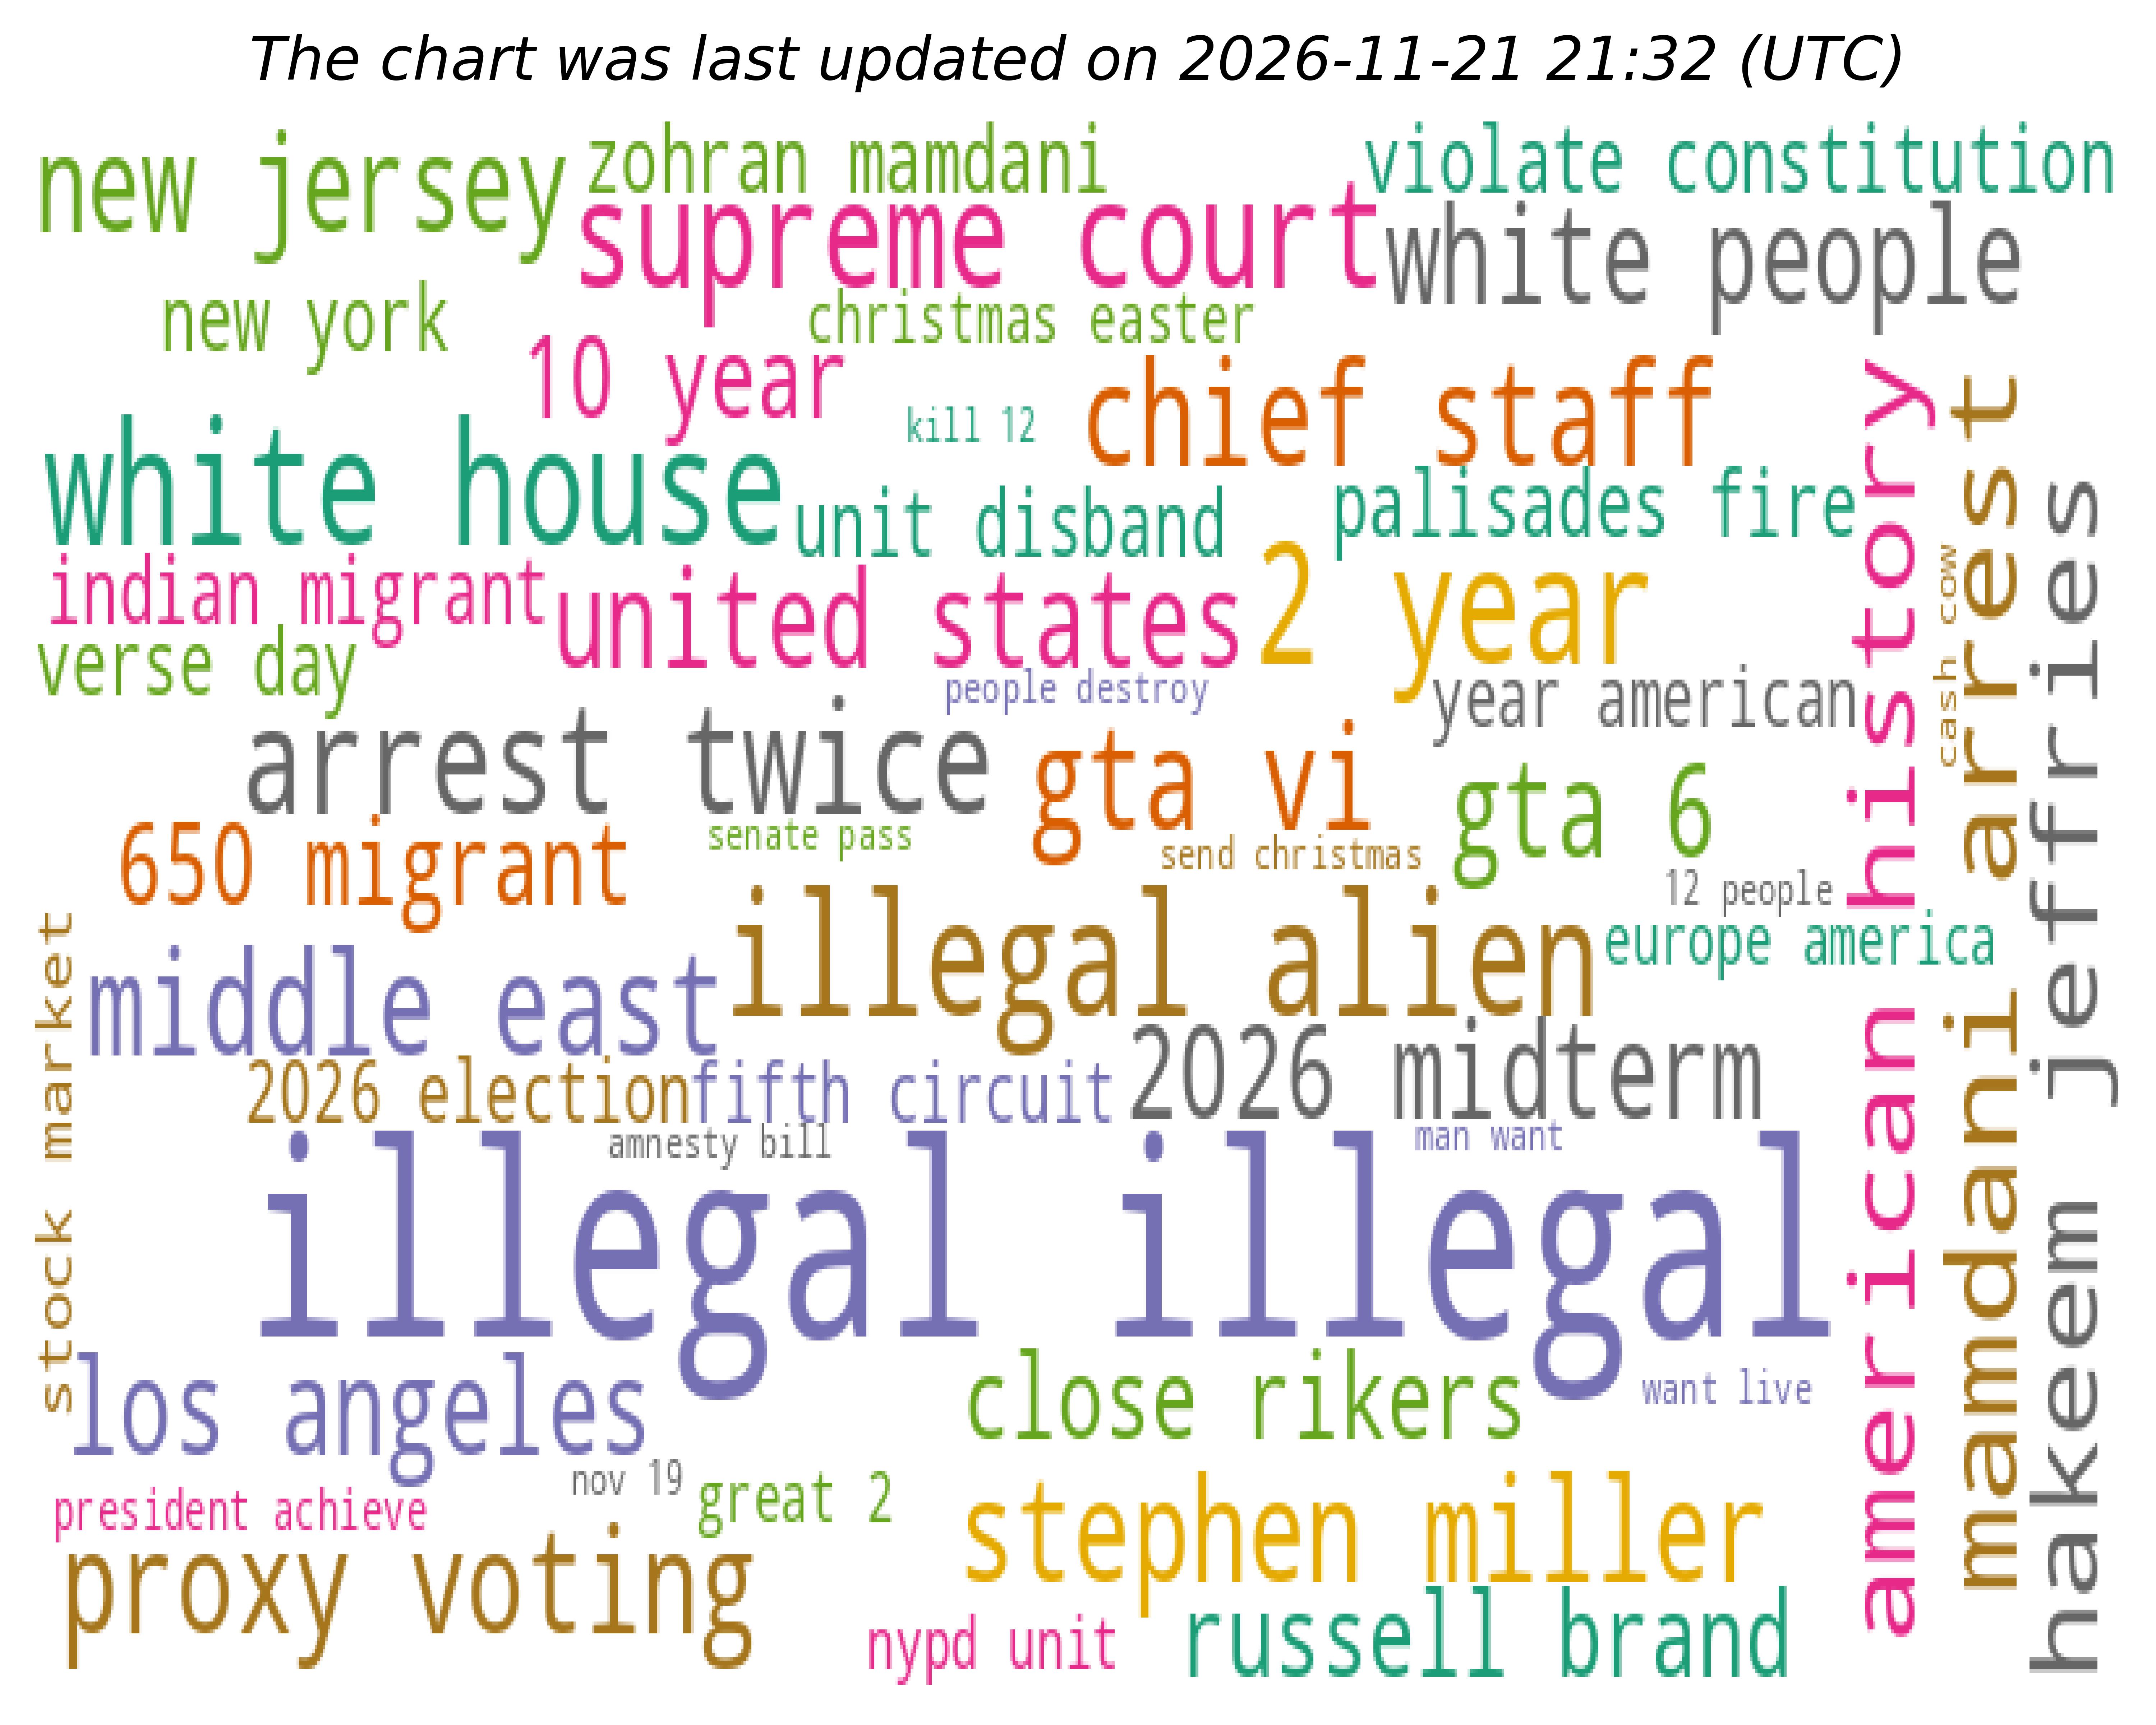 The chart was last updated on 2026-11-21 21:32 (UTC)
new jersey
zohran mamdani
violate constitution
supreme court
white people
new york
christmas easter
10 year
chief staff
kill 12
white house
unit disband
palisades fire
indian migrant
united states
2 year
verse day
people destroy
year american
arrest twice
gta vi
gta 6
650 migrant
senate pass
send christmas
12 people
illegal alien
europe america
middle east
2026 midterm
2026 election
fifth circuit
amnesty bill
man want
illegal illegal
los angeles
close rikers
want live
nov 19
great 2
president achieve
stephen miller
proxy voting
nypd unit
russell brand
stock market
american history
cash cow
mamdani arrest
hakeem jeffries